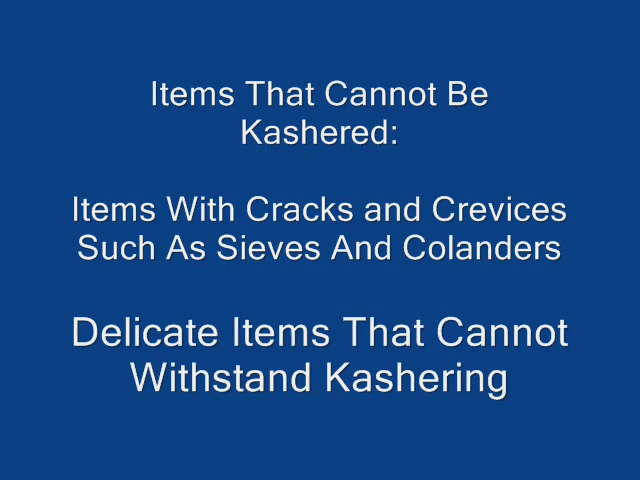 Items That Cannot Be
Kashered:
Items With Cracks and Crevices
Such As Sieves And Colanders
Delicate Items That Cannot
Withstand Kashering